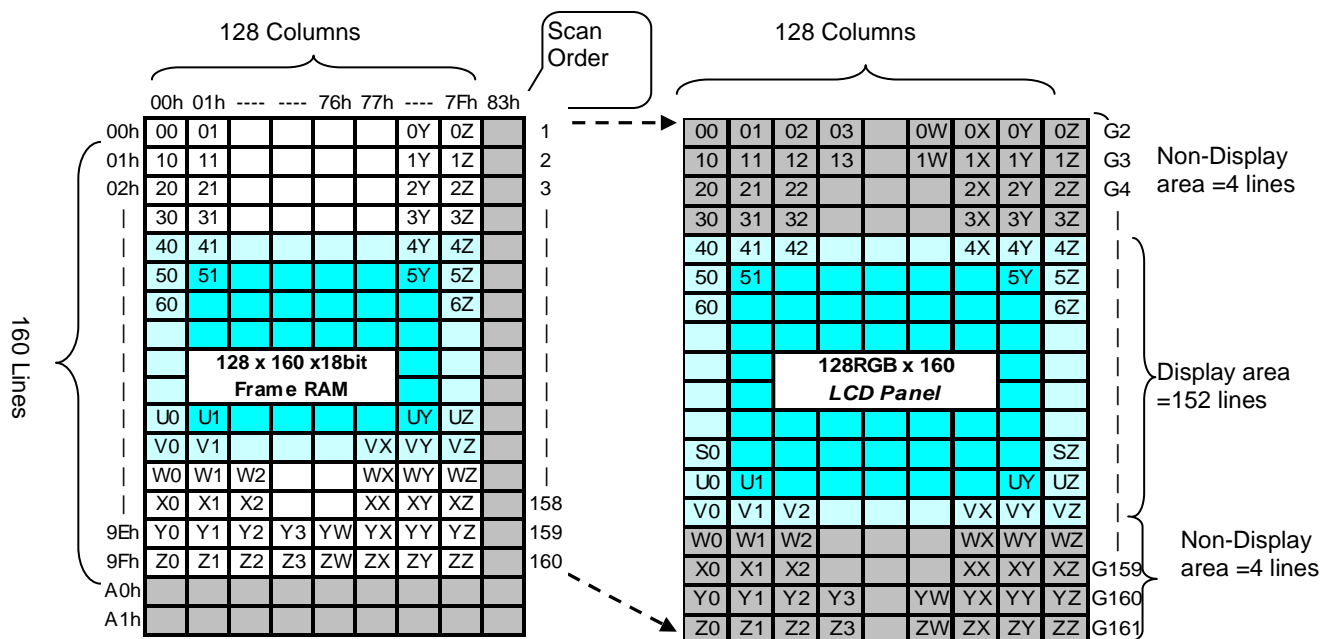 128 Columns
Scan
Order
128 Columns
00h 01h ---- ---- 76h 77h ---- 7Fh 83h
00h 00 01 0Y 0Z 1
00 01 02 03 0W 0X 0Y 0Z G2
01h 10 11 1Y 1Z 2
10 11 12 13 1W 1X 1Y 1Z G3
Non-Display
area =4 lines
02h 20 21 2Y 2Z 3
20 21 22 2X 2Y 2Z G4
30 31 3Y 3Z
30 31 32 3X 3Y 3Z
40 41 4Y 4Z
40 41 42 4X 4Y 4Z
50 51 5Y 5Z
50 51 5Y 5Z
60 6Z
60 6Z
160 Lines
128 x 160 x18bit
Frame RAM
128RGB x 160
LCD Panel
Display area
=152 lines
U0 U1 UY UZ
V0 V1 VX VY VZ
S0 SZ
W0 W1 W2 WX WY WZ
U0 U1 UY UZ
X0 X1 X2 XX XY XZ 158
V0 V1 V2 VX VY VZ
9Eh Y0 Y1 Y2 Y3 YW YX YY YZ 159
W0 W1 W2 WX WY WZ
Non-Display
area =4 lines
9Fh Z0 Z1 Z2 Z3 ZW ZX ZY ZZ 160
X0 X1 X2 XX XY XZ G159
A0h
Y0 Y1 Y2 Y3 YW YX YY YZ G160
A1h
Z0 Z1 Z2 Z3 ZW ZX ZY ZZ G161